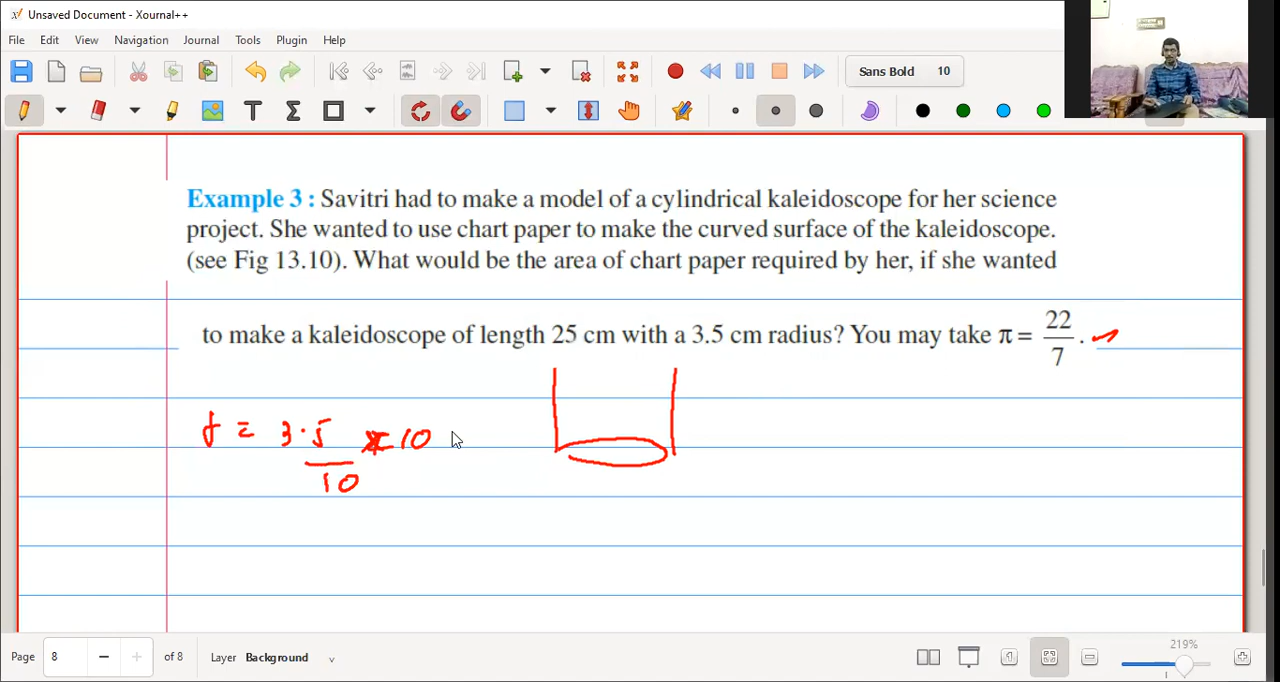 Unsaved Document - Xournal++
File Edit View Navigation Journal Tools Plugin Help
Sans Bold 10
Example 3 : Savitri had to make a model of a cylindrical kaleidoscope for her science
project. She wanted to use chart paper to make the curved surface of the kaleidoscope.
(see Fig 13.10). What would be the area of chart paper required by her, if she wanted
to make a kaleidoscope of length 25 cm with a 3.5 cm radius? You may take π = 22/7.
r = 3.5 × 10
10
Page 8 of 8 Layer Background 219%